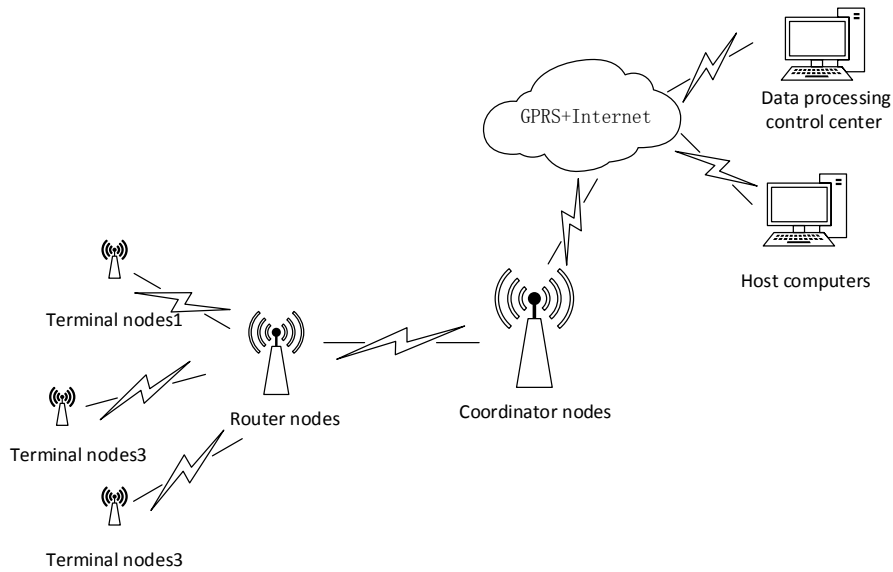 GPRS+Internet
Data processing
control center
Host computers
Terminal nodes1
Router nodes
Coordinator nodes
Terminal nodes3
Terminal nodes3